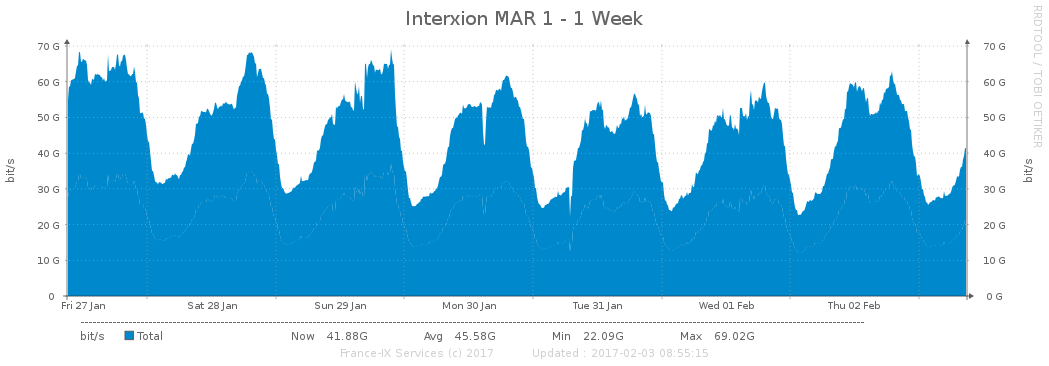 Interxion MAR 1 - 1 Week
RRDTOOL / TOBI OETIKER
bit/s
bit/s
70 G 70 G
60 G 60 G
50 G 50 G
40 G 40 G
30 G 30 G
20 G 20 G
10 G 10 G
0 0 G
Fri 27 Jan Sat 28 Jan Sun 29 Jan Mon 30 Jan Tue 31 Jan Wed 01 Feb Thu 02 Feb
bit/s Total Now 41.88G Avg 45.58G Min 22.09G Max 69.02G
France-IX Services (c) 2017 Updated : 2017-02-03 08:55:15